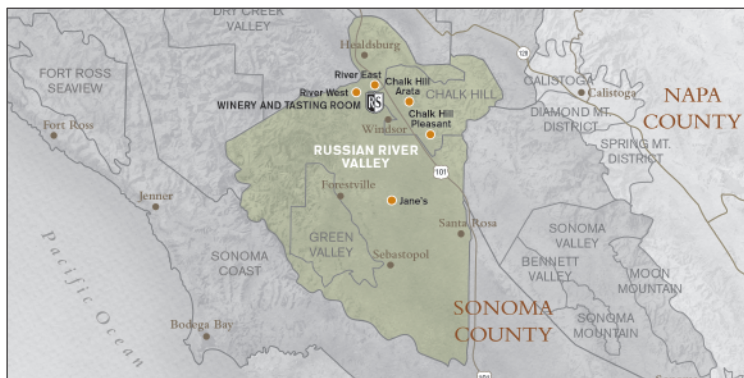 DRY CREEK
VALLEY
Healdsburg
128
FORT ROSS
SEAVIEW
River East
River West
Chalk Hill
Arata
CHALK HILL
CALISTOGA
Calistoga
NAPA
COUNTY
WINERY AND TASTING ROOM
RS
Windsor
Chalk Hill
Pleasant
DIAMOND MT.
DISTRICT
Fort Ross
RUSSIAN RIVER
VALLEY
SPRING MT.
DISTRICT
101
Forestville
Jane's
Jenner
Santa Rosa
SONOMA
VALLEY
GREEN
VALLEY
Pacific Ocean
SONOMA
COAST
Sebastopol
BENNETT
VALLEY
MOON
MOUNTAIN
SONOMA
COUNTY
SONOMA
MOUNTAIN
Bodega Bay